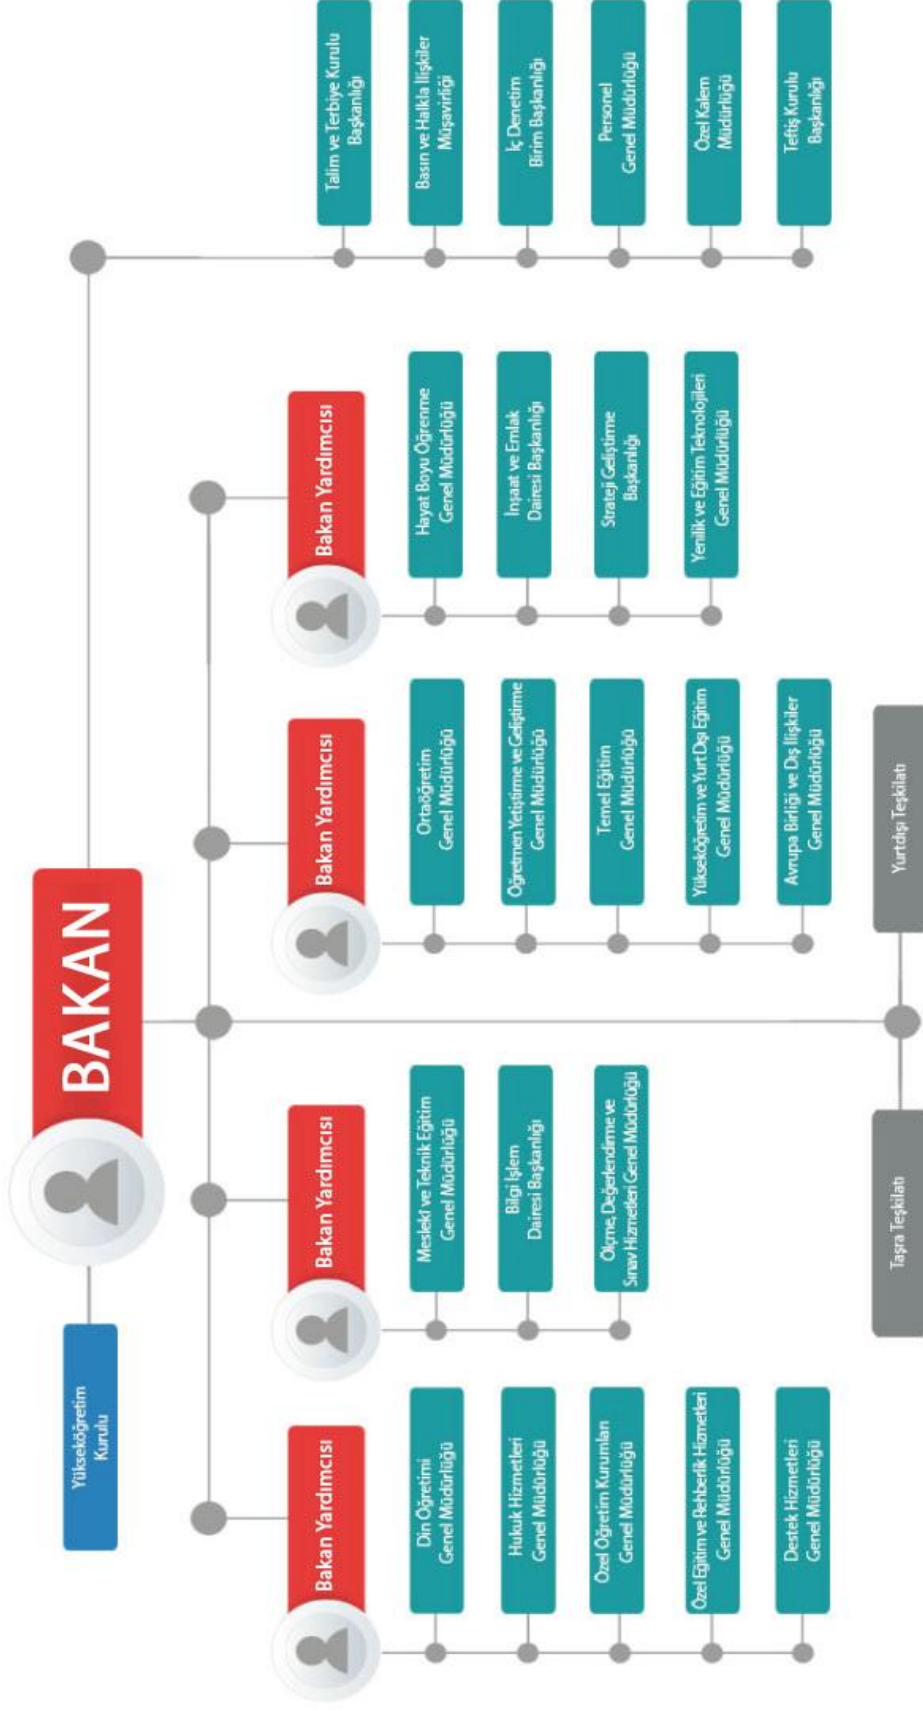 BAKAN
Yükseköğretim
Kurulu
Bakan Yardımcısı
Din Öğretimi
Genel Müdürlüğü
Hukuk Hizmetleri
Genel Müdürlüğü
Özel Öğretim Kurumları
Genel Müdürlüğü
Özel Eğitim ve Rehberlik Hizmetleri
Genel Müdürlüğü
Destek Hizmetleri
Genel Müdürlüğü
Bakan Yardımcısı
Meslekî ve Teknik Eğitim
Genel Müdürlüğü
Bilgi İşlem
Dairesi Başkanlığı
Ölçme, Değerlendirme ve
Sınav Hizmetleri Genel Müdürlüğü
Bakan Yardımcısı
Ortaöğretim
Genel Müdürlüğü
Öğretmen Yetiştirme ve Geliştirme
Genel Müdürlüğü
Temel Eğitim
Genel Müdürlüğü
Yükseköğretim ve Yurt Dışı Eğitim
Genel Müdürlüğü
Avrupa Birliği ve Dış İlişkiler
Genel Müdürlüğü
Bakan Yardımcısı
Hayat Boyu Öğrenme
Genel Müdürlüğü
İnşaat ve Emlak
Dairesi Başkanlığı
Strateji Geliştirme
Başkanlığı
Yenilik ve Eğitim Teknolojileri
Genel Müdürlüğü
Talim ve Terbiye Kurulu
Başkanlığı
Basın ve Halkla İlişkiler
Müşavirliği
İç Denetim
Birim Başkanlığı
Personel
Genel Müdürlüğü
Özel Kalem
Müdürlüğü
Teftiş Kurulu
Başkanlığı
Taşra Teşkilatı
Yurtdışı Teşkilatı